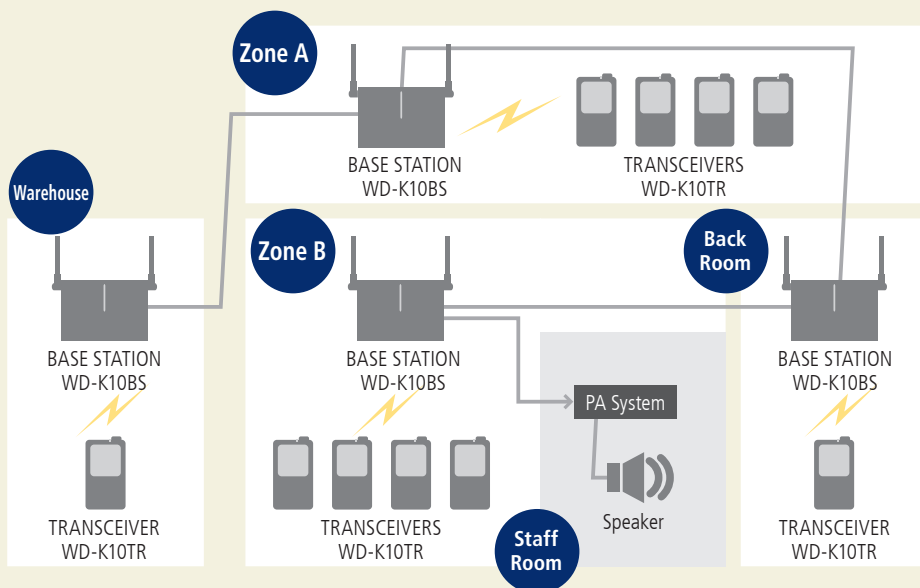 Zone A
BASE STATION
WD-K10BS
TRANSCEIVERS
WD-K10TR
Warehouse
BASE STATION
WD-K10BS
TRANSCEIVER
WD-K10TR
Zone B
BASE STATION
WD-K10BS
TRANSCEIVERS
WD-K10TR
PA System
Speaker
Staff
Room
Back
Room
BASE STATION
WD-K10BS
TRANSCEIVER
WD-K10TR